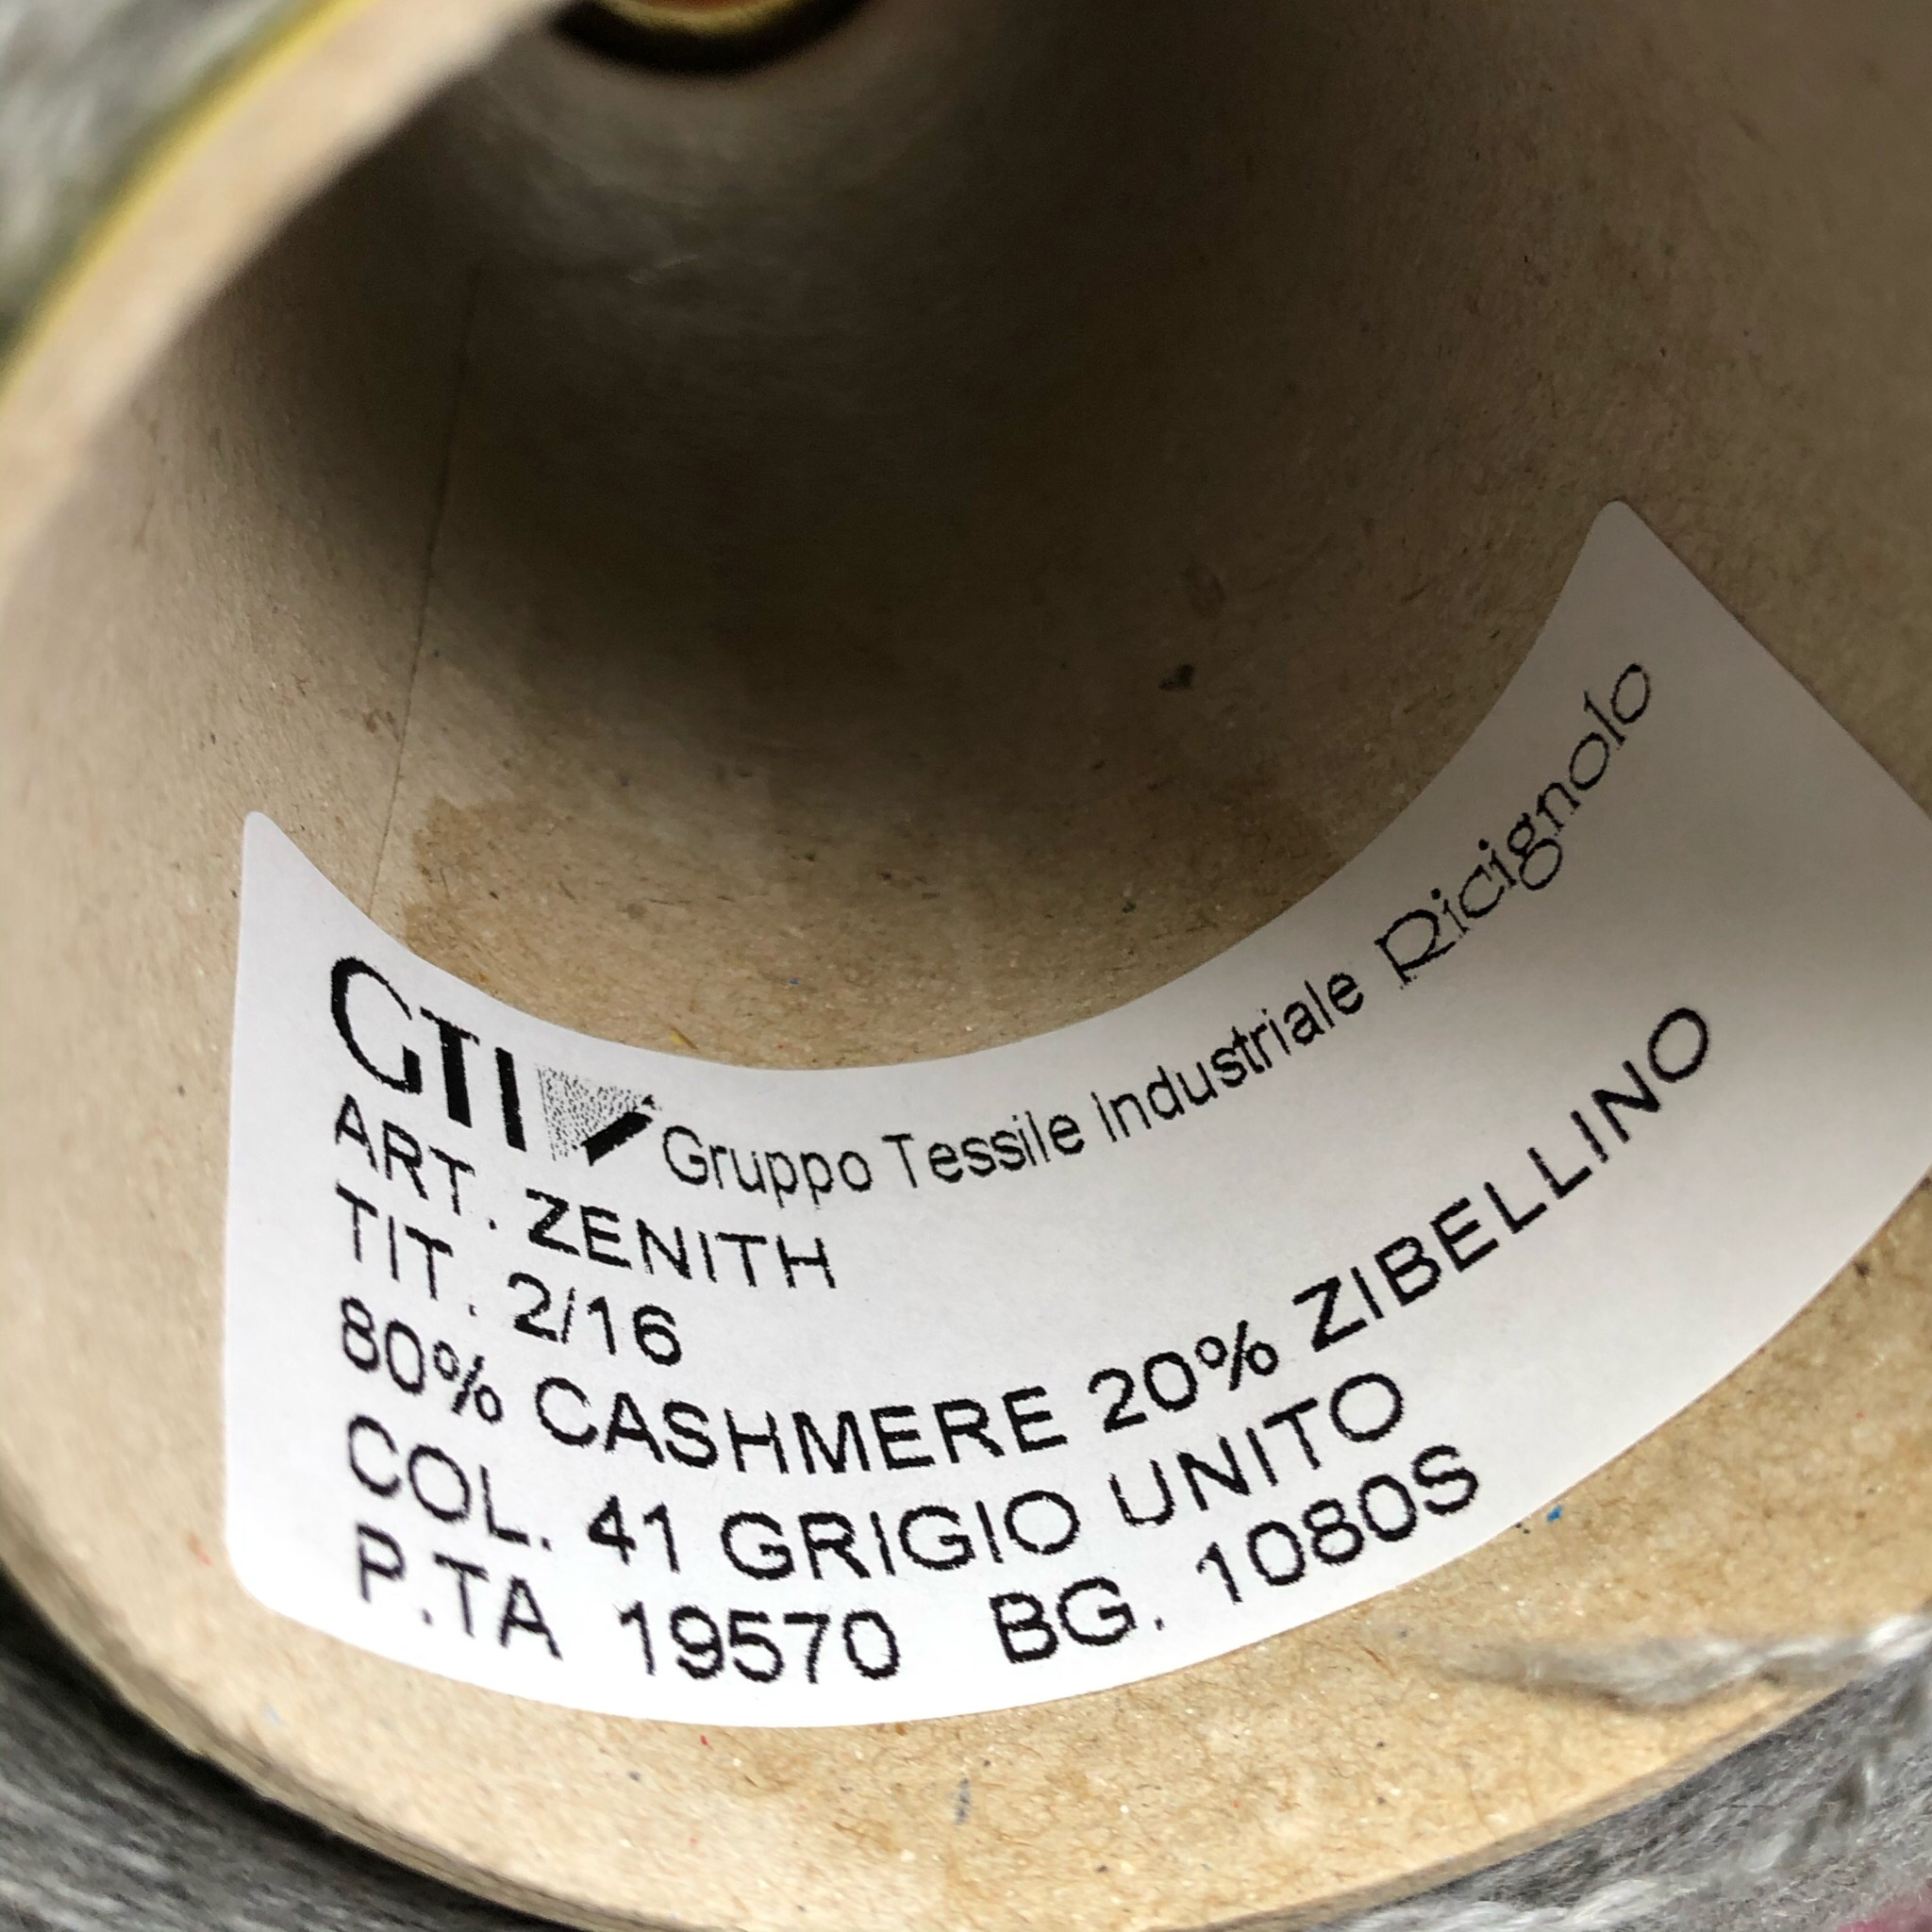 GTI Gruppo Tessile Industriale Ricignolo
ART. ZENITH
TIT. 2/16
80% CASHMERE 20% ZIBELLINO
COL. 41 GRIGIO UNITO
P.TA 19570 BG. 1080S